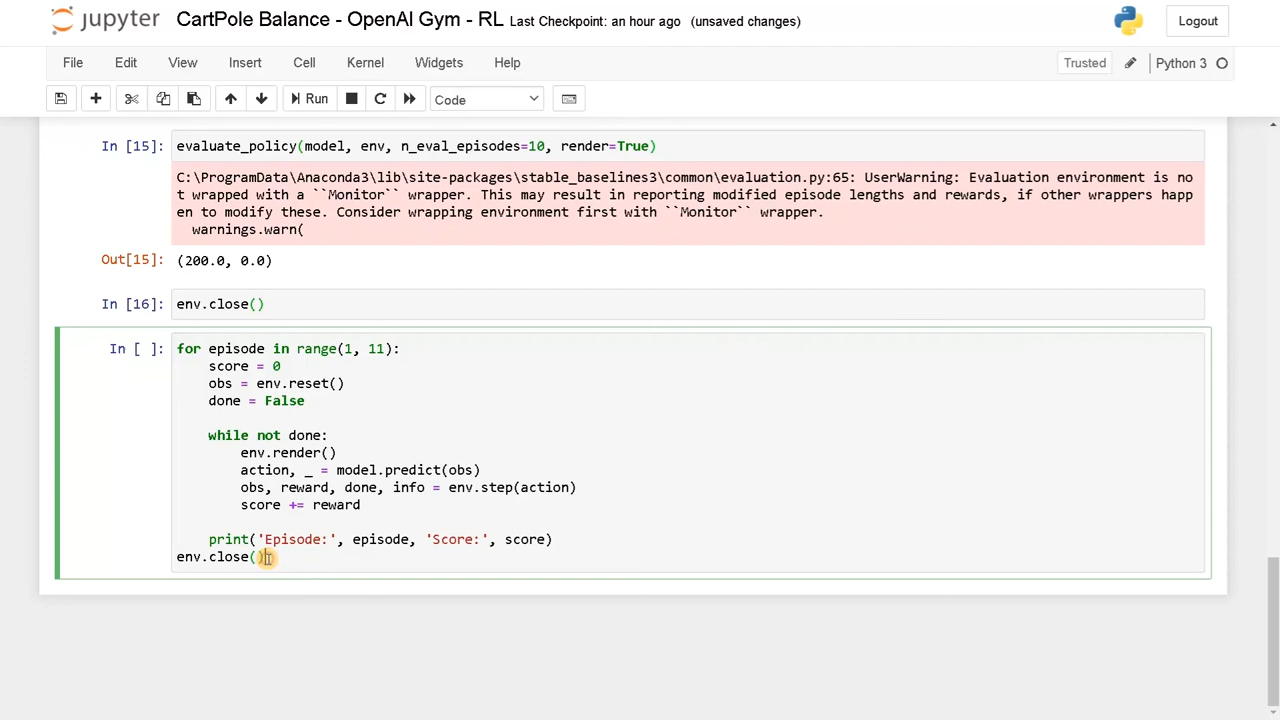 jupyter CartPole Balance - OpenAI Gym - RL Last Checkpoint: an hour ago (unsaved changes) Logout
File Edit View Insert Cell Kernel Widgets Help Trusted Python 3
Run Code
In [15]: evaluate_policy(model, env, n_eval_episodes=10, render=True)
C:\ProgramData\Anaconda3\lib\site-packages\stable_baselines3\common\evaluation.py:65: UserWarning: Evaluation environment is no
t wrapped with a ``Monitor`` wrapper. This may result in reporting modified episode lengths and rewards, if other wrappers happ
en to modify these. Consider wrapping environment first with ``Monitor`` wrapper.
  warnings.warn(
Out[15]: (200.0, 0.0)
In [16]: env.close()
In [ ]: for episode in range(1, 11):
    score = 0
    obs = env.reset()
    done = False
    while not done:
        env.render()
        action, _ = model.predict(obs)
        obs, reward, done, info = env.step(action)
        score += reward
    print('Episode:', episode, 'Score:', score)
env.close()